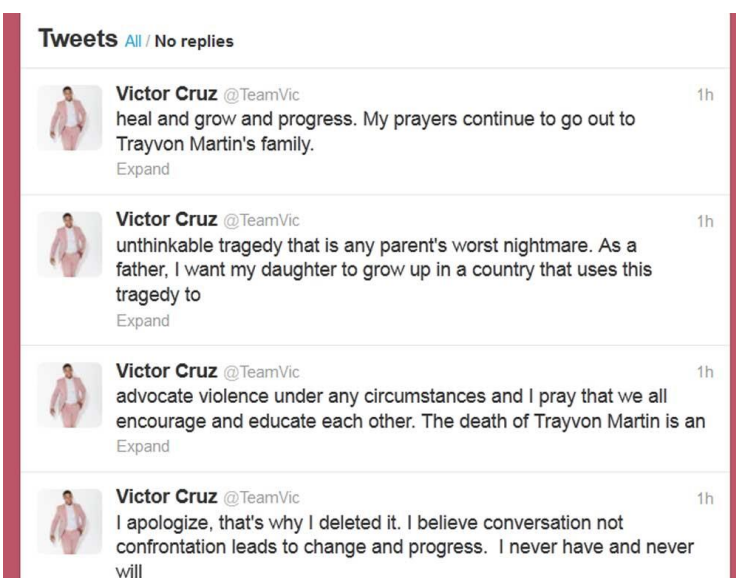 Tweets All / No replies
Victor Cruz @TeamVic 1h
heal and grow and progress. My prayers continue to go out to
Trayvon Martin's family.
Expand
Victor Cruz @TeamVic 1h
unthinkable tragedy that is any parent's worst nightmare. As a
father, I want my daughter to grow up in a country that uses this
tragedy to
Expand
Victor Cruz @TeamVic 1h
advocate violence under any circumstances and I pray that we all
encourage and educate each other. The death of Trayvon Martin is an
Expand
Victor Cruz @TeamVic 1h
I apologize, that's why I deleted it. I believe conversation not
confrontation leads to change and progress.  I never have and never
will